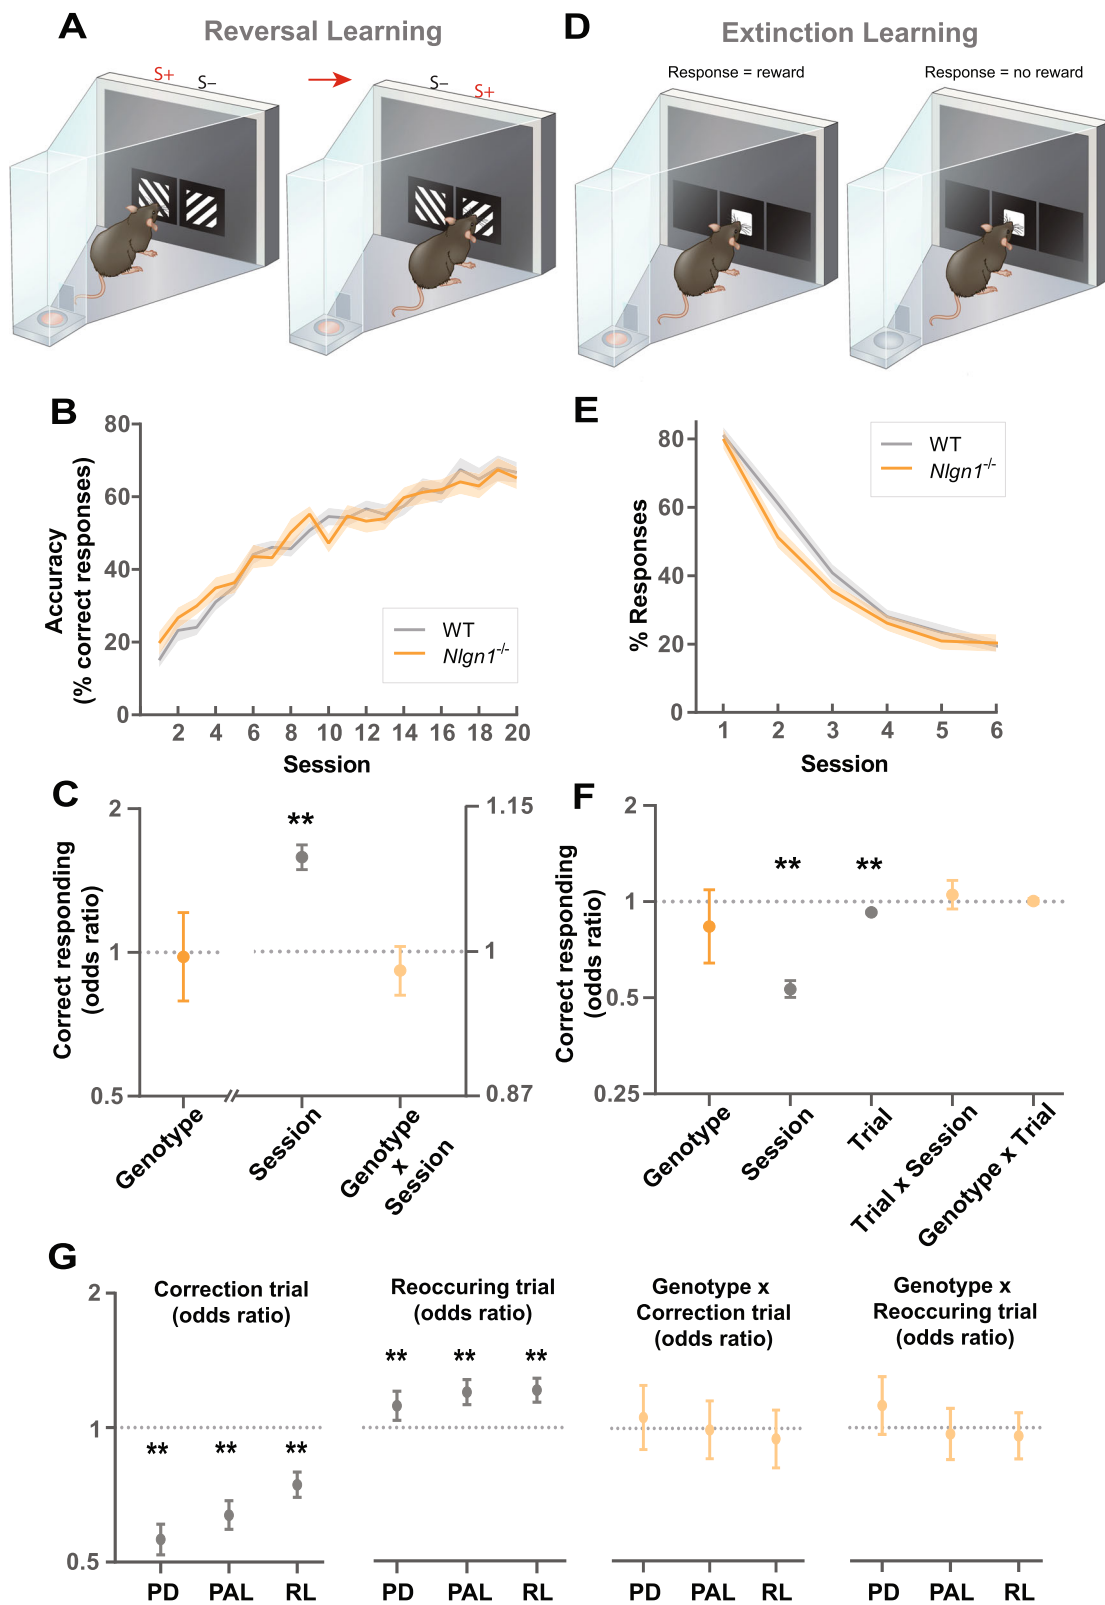 A
Reversal Learning
S+
S−
S−
S+
D
Extinction Learning
Response = reward
Response = no reward
B
80
60
40
20
0
Accuracy
(% correct responses)
WT
Nlgn1-/-
2 4 6 8 10 12 14 16 18 20
Session
E
80
60
40
20
0
% Responses
WT
Nlgn1-/-
1 2 3 4 5 6
Session
C
2
1
0.5
Correct responding
(odds ratio)
**
1.15
1
0.87
Genotype
Session
Genotype
x
Session
F
2
1
0.5
0.25
Correct responding
(odds ratio)
** **
Genotype
Session
Trial
Trial x Session
Genotype x Trial
G
2
1
0.5
Correction trial
(odds ratio)
** ** **
PD PAL RL
Reoccuring trial
(odds ratio)
** ** **
PD PAL RL
Genotype x
Correction trial
(odds ratio)
PD PAL RL
Genotype x
Reoccuring trial
(odds ratio)
PD PAL RL